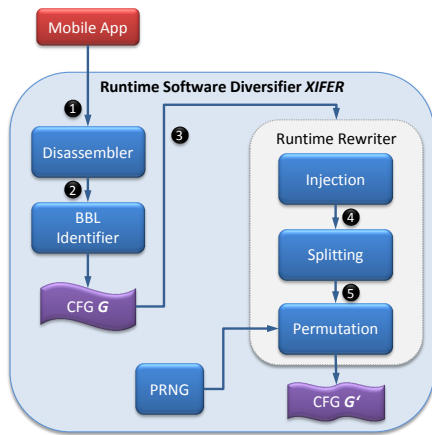 Mobile App
Runtime Software Diversifier XIFER
1
3
Disassembler
2
BBL
Identifier
CFG G
Runtime Rewriter
Injection
4
Splitting
5
Permutation
PRNG
CFG G‘